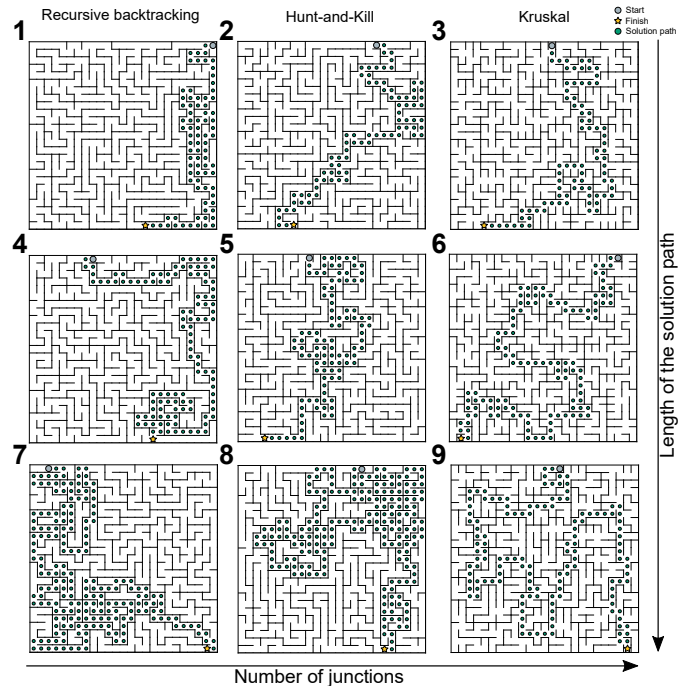 Recursive backtracking
Hunt-and-Kill
Kruskal
Start
Finish
Solution path
1
2
3
4
5
6
7
8
9
Length of the solution path
Number of junctions